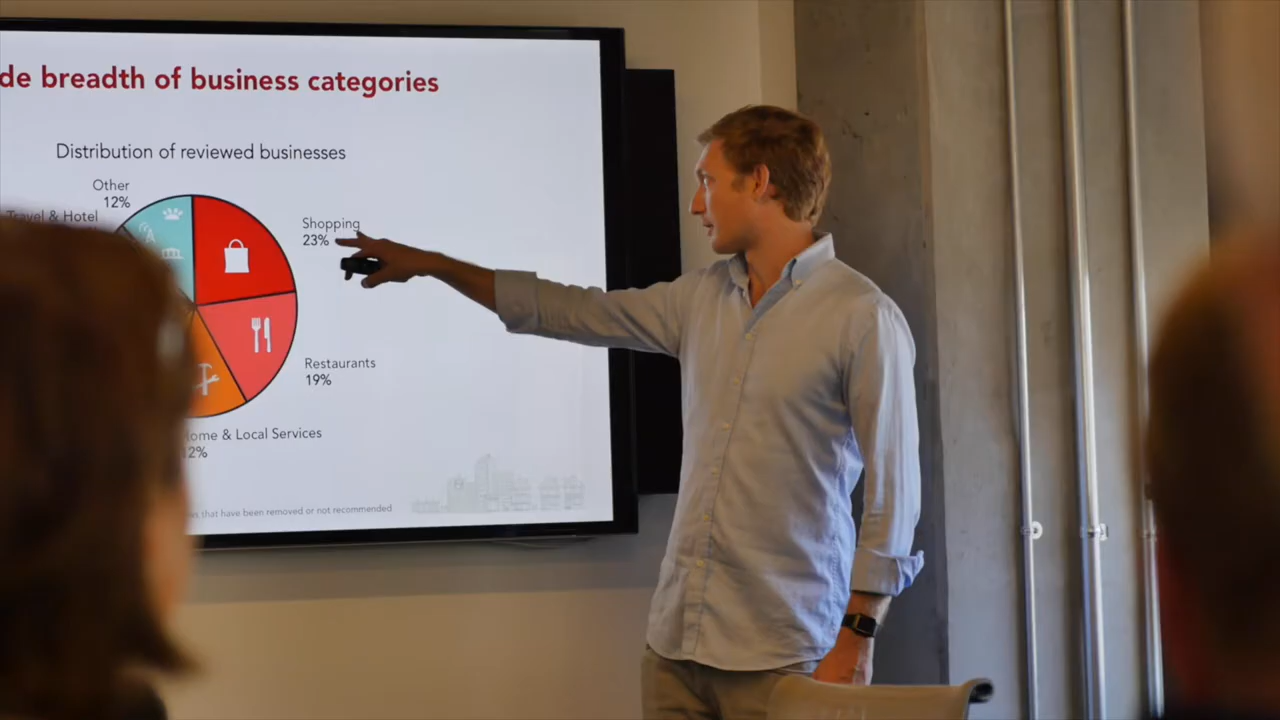 de breadth of business categories
Distribution of reviewed businesses
Other
12%
Travel & Hotel
Shopping
23%
Restaurants
19%
ome & Local Services
2%
that have been removed or not recommended